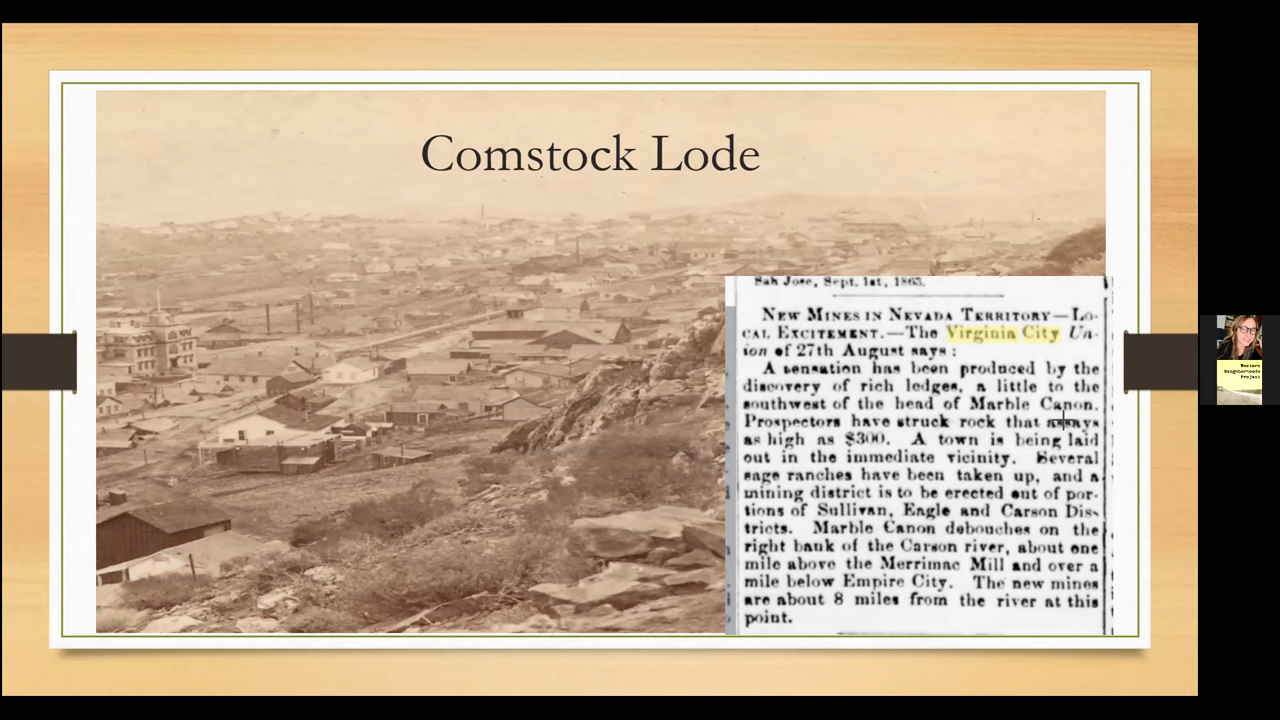 Comstock Lode
San Jose, Sept. 1st, 1863.
NEW MINES IN NEVADA TERRITORY—LO-
CAL EXCITEMENT.—The Virginia City Un-
ion of 27th August says :
A sensation has been produced by the
discovery of rich ledges, a little to the
southwest of the head of Marble Canon.
Prospectors have struck rock that assays
as high as $300. A town is being laid
out in the immediate vicinity. Several
sage ranches have been taken up, and a
mining district is to be erected out of por-
tions of Sullivan, Eagle and Carson Dis-
tricts. Marble Canon debouches on the
right bank of the Carson river, about one
mile above the Merrimac Mill and over a
mile below Empire City. The new mines
are about 8 miles from the river at this
point.
Western
Neighborhoods
Project